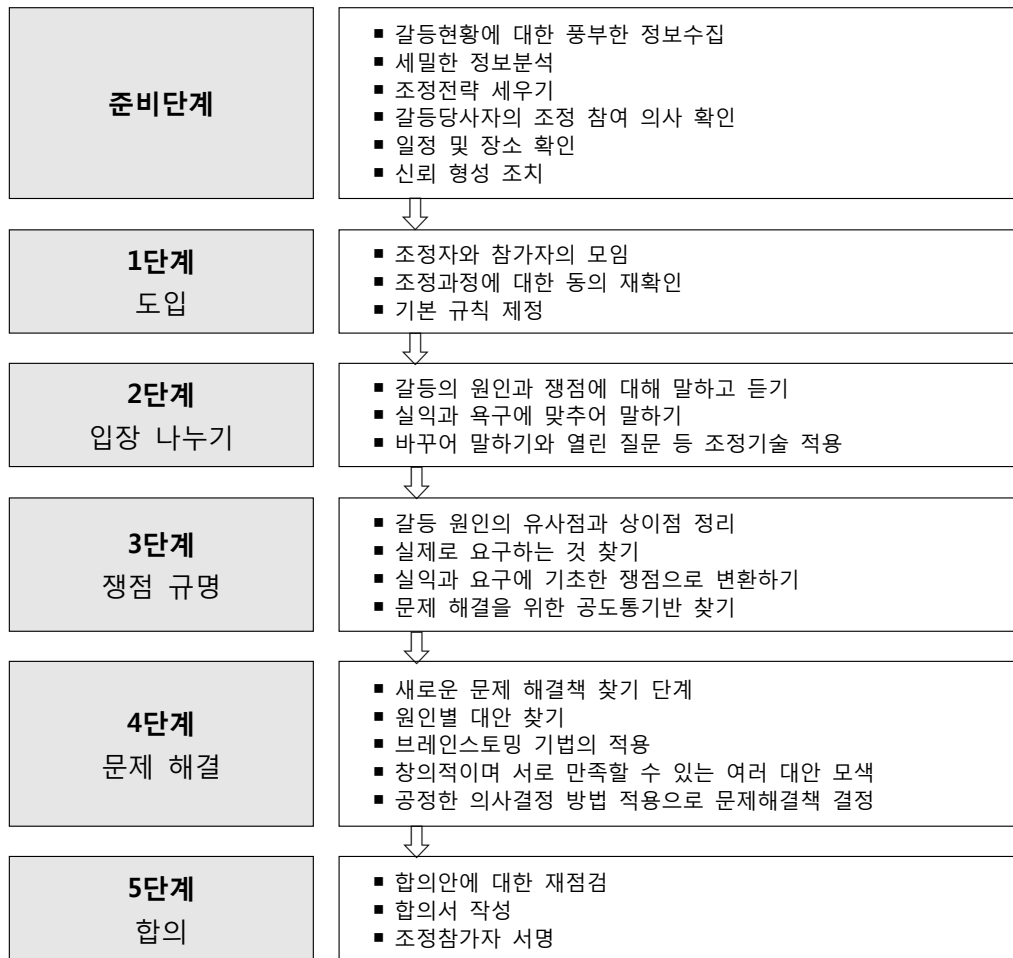 준비단계
■ 갈등현황에 대한 풍부한 정보수집
■ 세밀한 정보분석
■ 조정전략 세우기
■ 갈등당사자의 조정 참여 의사 확인
■ 일정 및 장소 확인
■ 신뢰 형성 조치
1단계
도입
■ 조정자와 참가자의 모임
■ 조정과정에 대한 동의 재확인
■ 기본 규칙 제정
2단계
입장 나누기
■ 갈등의 원인과 쟁점에 대해 말하고 듣기
■ 실익과 욕구에 맞추어 말하기
■ 바꾸어 말하기와 열린 질문 등 조정기술 적용
3단계
쟁점 규명
■ 갈등 원인의 유사점과 상이점 정리
■ 실제로 요구하는 것 찾기
■ 실익과 요구에 기초한 쟁점으로 변환하기
■ 문제 해결을 위한 공도통기반 찾기
4단계
문제 해결
■ 새로운 문제 해결책 찾기 단계
■ 원인별 대안 찾기
■ 브레인스토밍 기법의 적용
■ 창의적이며 서로 만족할 수 있는 여러 대안 모색
■ 공정한 의사결정 방법 적용으로 문제해결책 결정
5단계
합의
■ 합의안에 대한 재점검
■ 합의서 작성
■ 조정참가자 서명